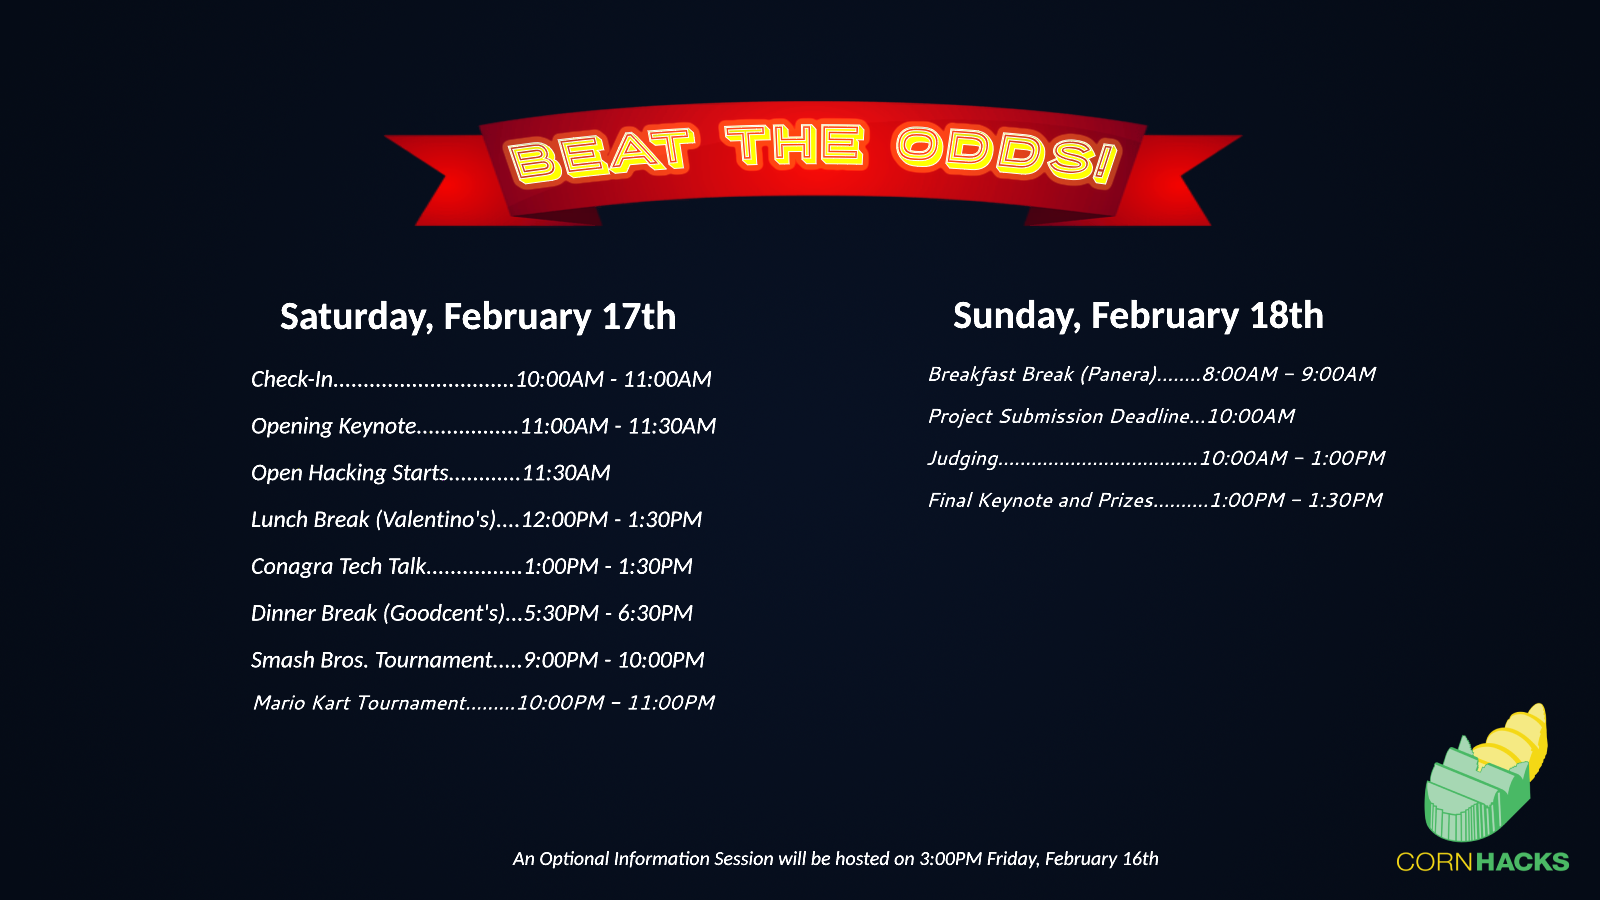 BEAT THE ODDS!
Saturday, February 17th
Check-In..............................10:00AM - 11:00AM
Opening Keynote.................11:00AM - 11:30AM
Open Hacking Starts............11:30AM
Lunch Break (Valentino's)....12:00PM - 1:30PM
Conagra Tech Talk................1:00PM - 1:30PM
Dinner Break (Goodcent's)...5:30PM - 6:30PM
Smash Bros. Tournament.....9:00PM - 10:00PM
Mario Kart Tournament.........10:00PM - 11:00PM
Sunday, February 18th
Breakfast Break (Panera)........8:00AM - 9:00AM
Project Submission Deadline...10:00AM
Judging.....................................10:00AM - 1:00PM
Final Keynote and Prizes..........1:00PM - 1:30PM
An Optional Information Session will be hosted on 3:00PM Friday, February 16th
CORNHACKS